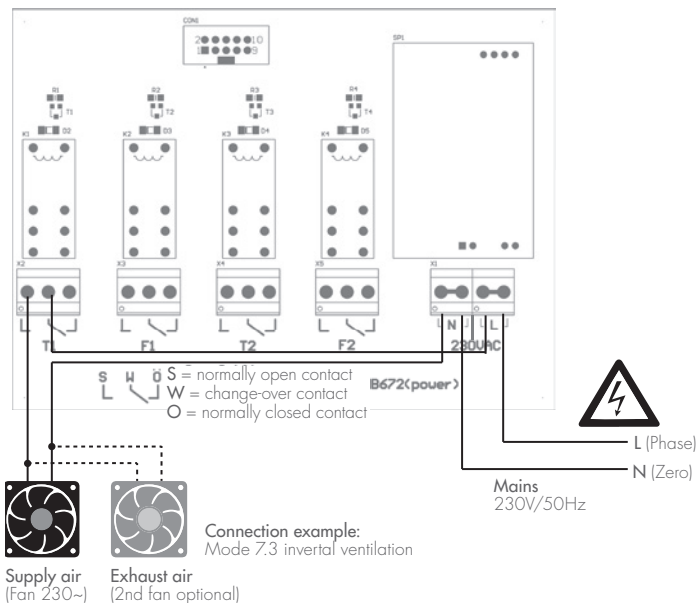 CON1
2 10
1 9
SP1
R1 R2 R3 R4
T1 T2 T3 T4
K1 D2 K2 D3 K3 D4 K4 D5
X2 X3 X4 X5 X1
N L
T1 F1 T2 F2 230VAC
S W Ö
S = normally open contact
W = change-over contact
O = normally closed contact
B672(power)
L (Phase)
N (Zero)
Mains
230V/50Hz
Connection example:
Mode 7.3 invertal ventilation
Supply air
(Fan 230~)
Exhaust air
(2nd fan optional)